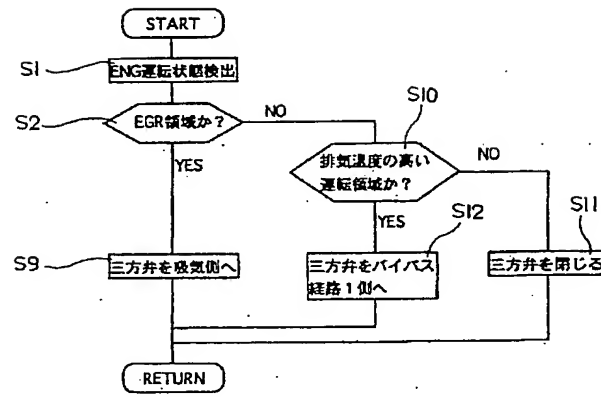 START
S1
ENG運転状態検出
S2
EGR領域か?
NO
S10
YES
排気温度の高い
運転領域か?
NO
YES
S12
S11
S9
三方弁を吸気側へ
三方弁をバイパス
経路1側へ
三方弁を閉じる
RETURN